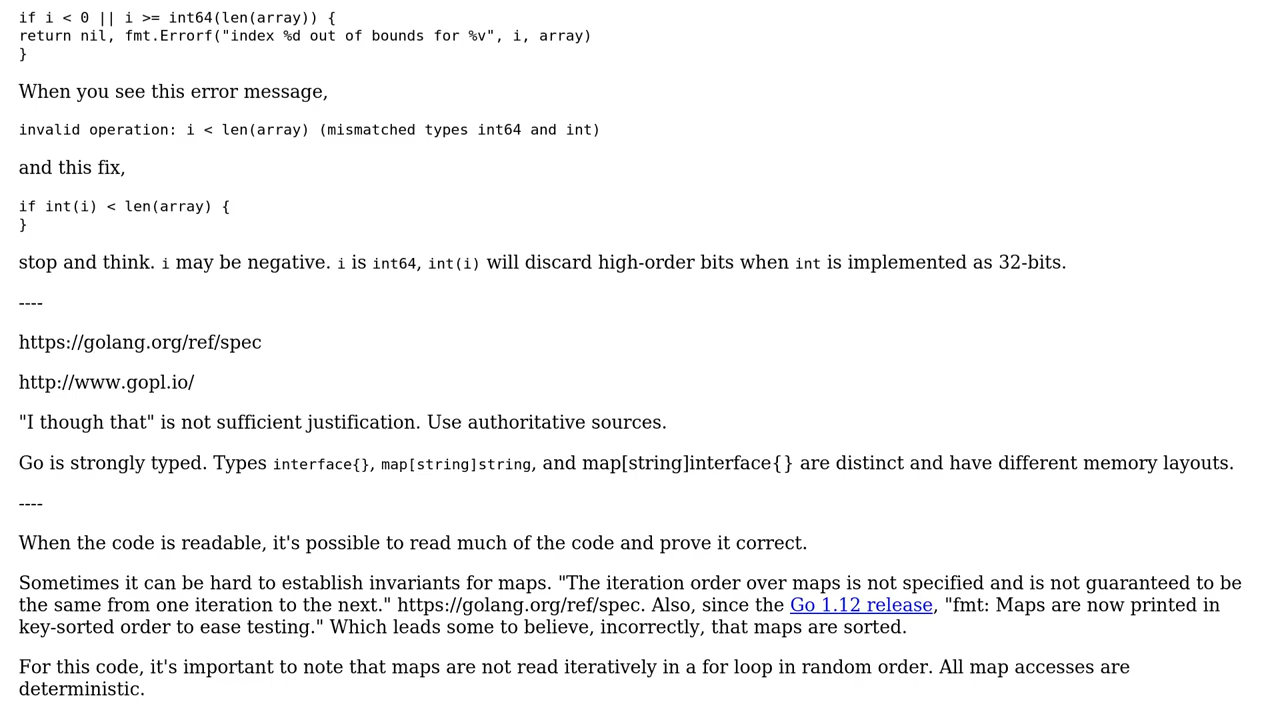 if i < 0 || i >= int64(len(array)) {
return nil, fmt.Errorf("index %d out of bounds for %v", i, array)
}
When you see this error message,
invalid operation: i < len(array) (mismatched types int64 and int)
and this fix,
if int(i) < len(array) {
}
stop and think. i may be negative. i is int64, int(i) will discard high-order bits when int is implemented as 32-bits.
----
https://golang.org/ref/spec
http://www.gopl.io/
"I though that" is not sufficient justification. Use authoritative sources.
Go is strongly typed. Types interface{}, map[string]string, and map[string]interface{} are distinct and have different memory layouts.
----
When the code is readable, it's possible to read much of the code and prove it correct.
Sometimes it can be hard to establish invariants for maps. "The iteration order over maps is not specified and is not guaranteed to be
the same from one iteration to the next." https://golang.org/ref/spec. Also, since the Go 1.12 release, "fmt: Maps are now printed in
key-sorted order to ease testing." Which leads some to believe, incorrectly, that maps are sorted.
For this code, it's important to note that maps are not read iteratively in a for loop in random order. All map accesses are
deterministic.